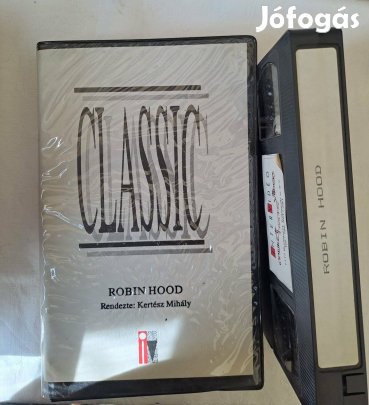 Jófogás
CLASSIC
ROBIN HOOD
Rendezte: Kertész Mihály
ROBIN HOOD